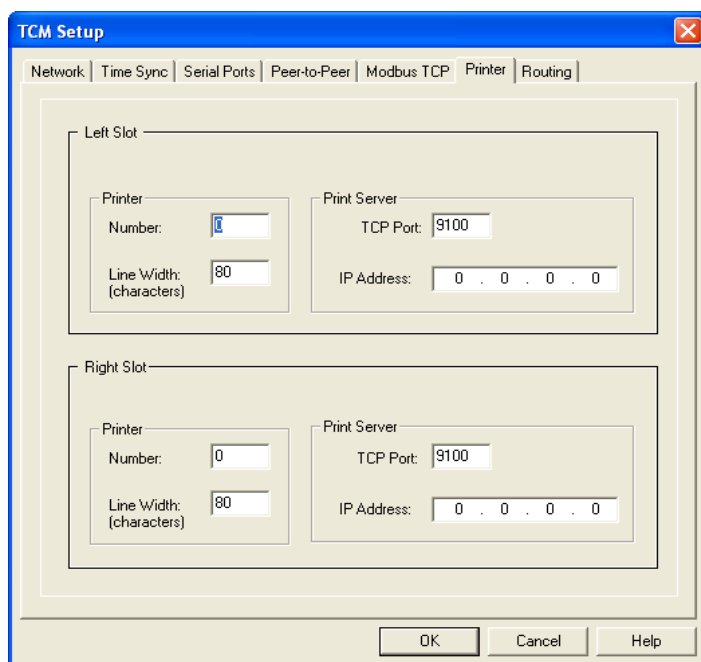 TCM Setup
Network Time Sync Serial Ports Peer-to-Peer Modbus TCP Printer Routing
Left Slot
Printer
Number: 0
Line Width: 80
(characters)
Print Server
TCP Port: 9100
IP Address: 0 . 0 . 0 . 0
Right Slot
Printer
Number: 0
Line Width: 80
(characters)
Print Server
TCP Port: 9100
IP Address: 0 . 0 . 0 . 0
OK Cancel Help